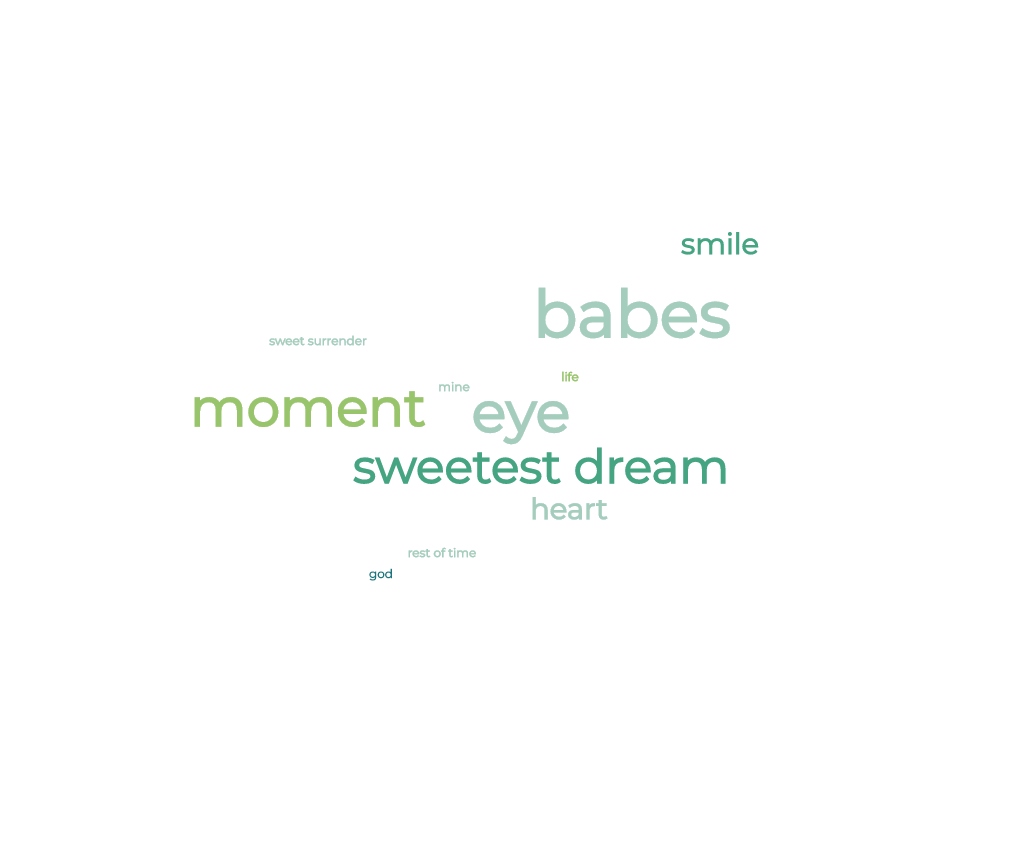 smile
babes
sweet surrender
life
mine
moment
eye
sweetest dream
heart
rest of time
god